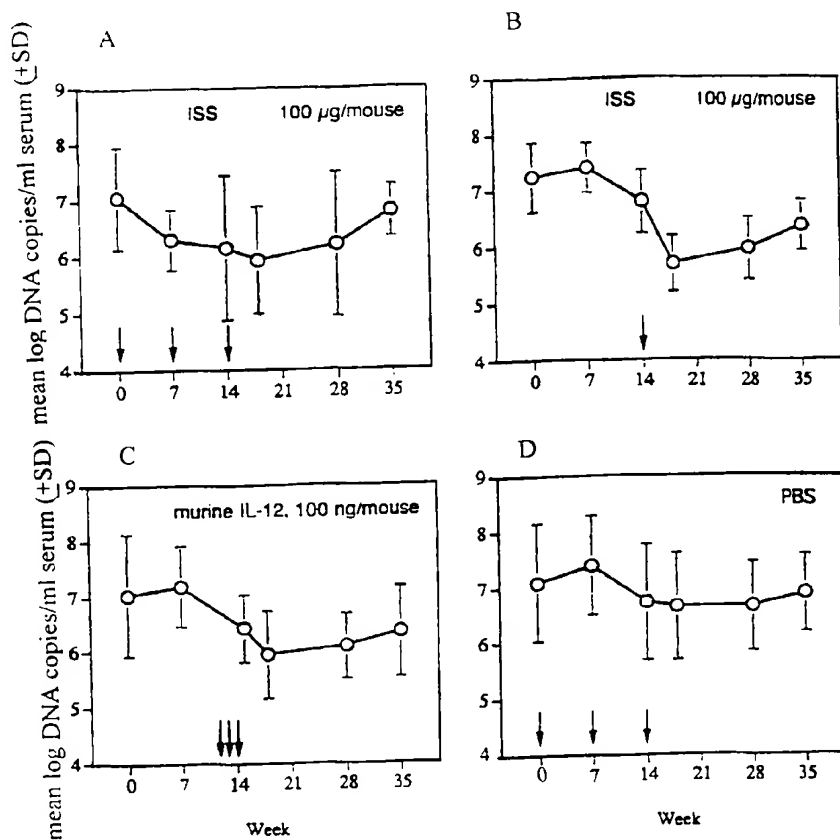 A
mean log DNA copies/ml serum (±SD)
ISS 100 µg/mouse
9
8
7
6
5
4
0 7 14 21 28 35
B
ISS 100 µg/mouse
9
8
7
6
5
4
0 7 14 21 28 35
C
mean log DNA copies/ml serum (±SD)
murine IL-12, 100 ng/mouse
9
8
7
6
5
4
0 7 14 21 28 35
Week
D
PBS
9
8
7
6
5
4
0 7 14 21 28 35
Week